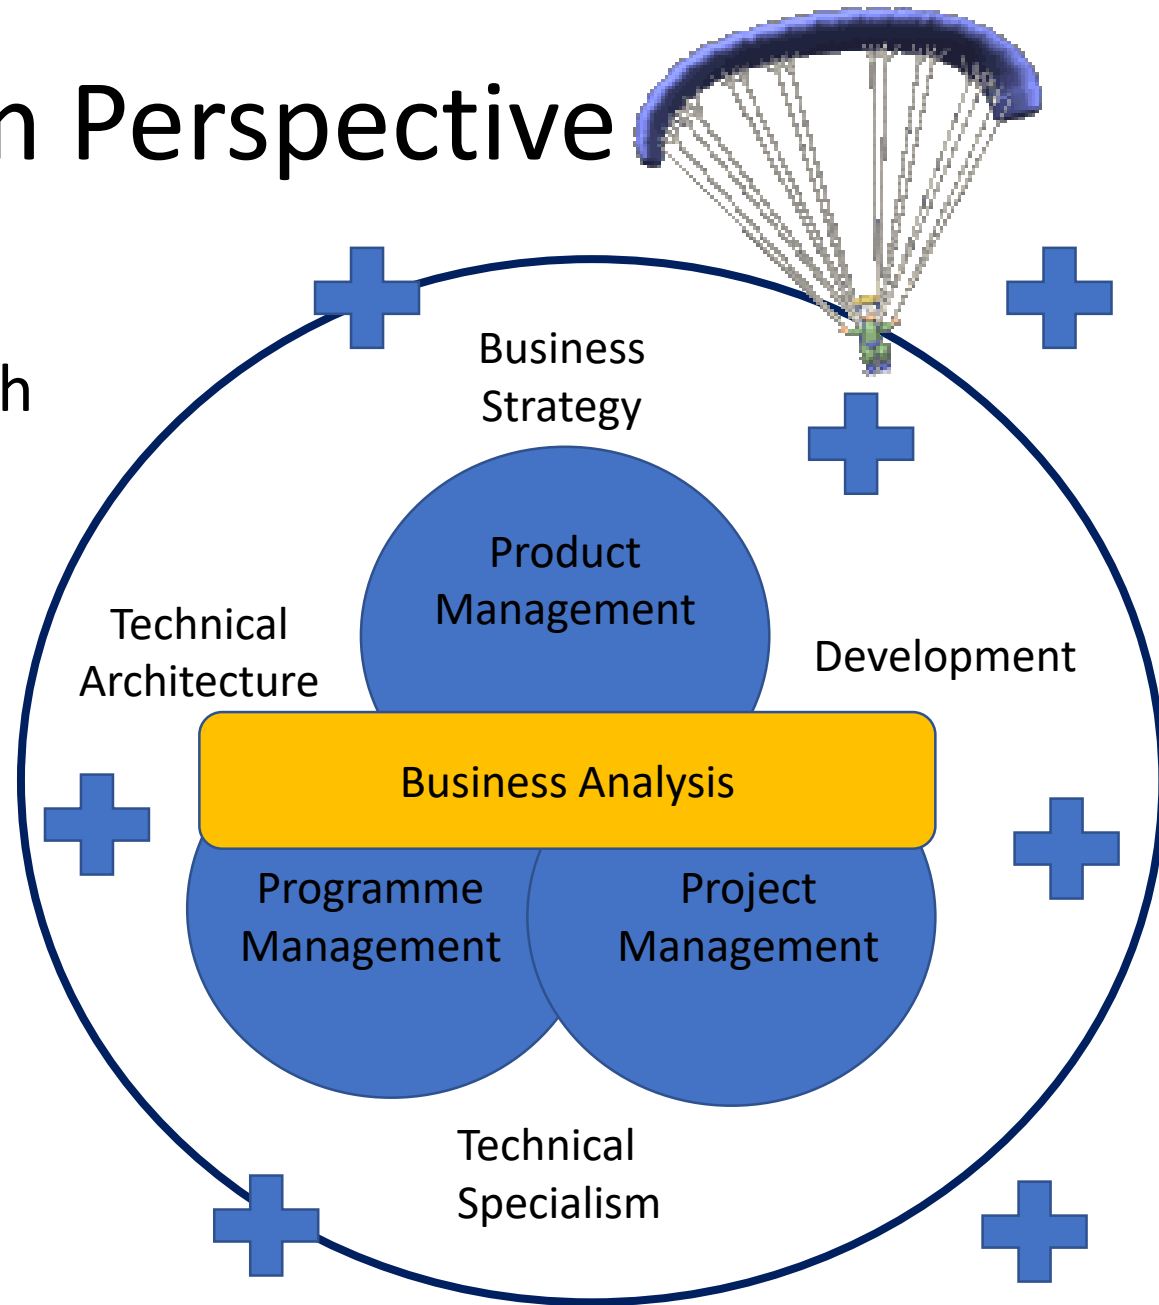 n Perspective
h
Business
Strategy
Product
Management
Technical
Architecture
Development
Business Analysis
Programme
Management
Project
Management
Technical
Specialism